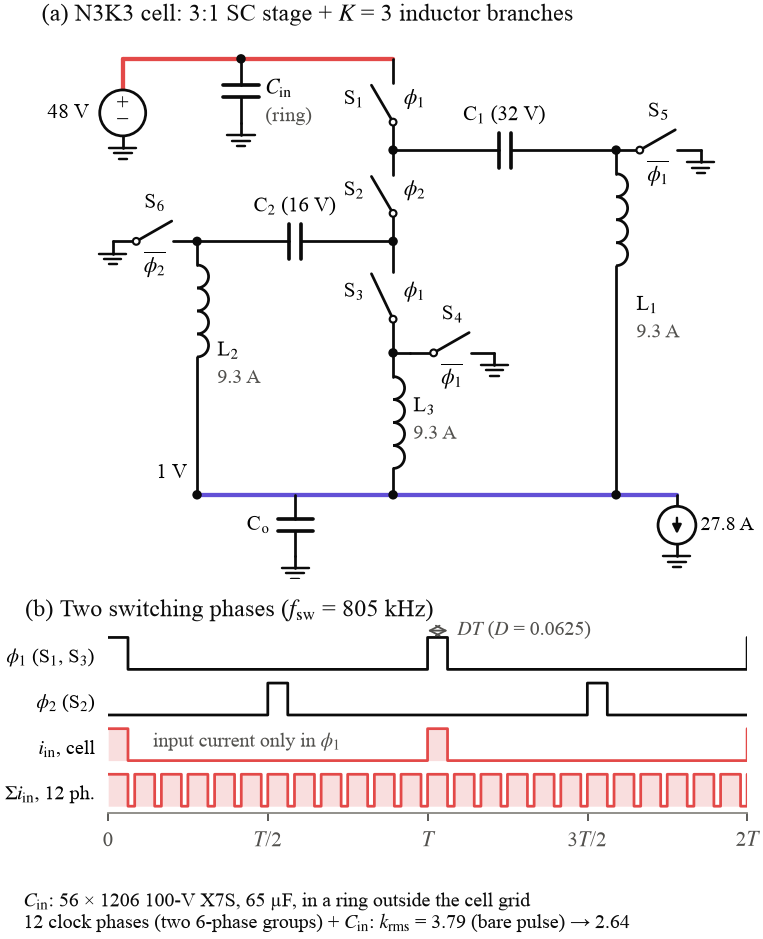 (a) N3K3 cell: 3:1 SC stage + K = 3 inductor branches
48 V
+
−
Cin
(ring)
S1
ϕ1
C1 (32 V)
S5
ϕ1̅
S2
ϕ2
C2 (16 V)
S6
ϕ2̅
S3
ϕ1
S4
ϕ1̅
L1
9.3 A
L2
9.3 A
L3
9.3 A
1 V
Co
27.8 A
(b) Two switching phases (fsw = 805 kHz)
DT (D = 0.0625)
ϕ1 (S1, S3)
ϕ2 (S2)
iin, cell
input current only in ϕ1
Σiin, 12 ph.
0 T/2 T 3T/2 2T
Cin: 56 × 1206 100-V X7S, 65 μF, in a ring outside the cell grid
12 clock phases (two 6-phase groups) + Cin: krms = 3.79 (bare pulse) → 2.64